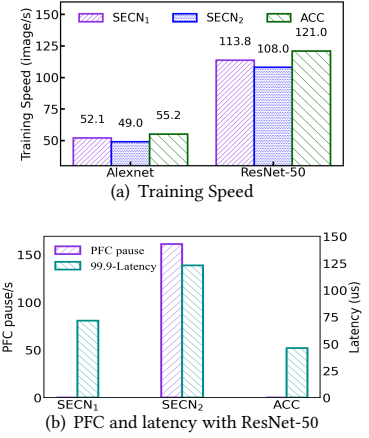 SECN1 SECN2 ACC
Training Speed (image/s)
150
125
100
75
50
52.1 49.0 55.2 113.8 108.0 121.0
Alexnet ResNet-50
(a) Training Speed
PFC pause/s
150
100
50
0
PFC pause
99.9-Latency
150
125
100
75
50
25
0
Latency (us)
SECN1 SECN2 ACC
(b) PFC and latency with ResNet-50